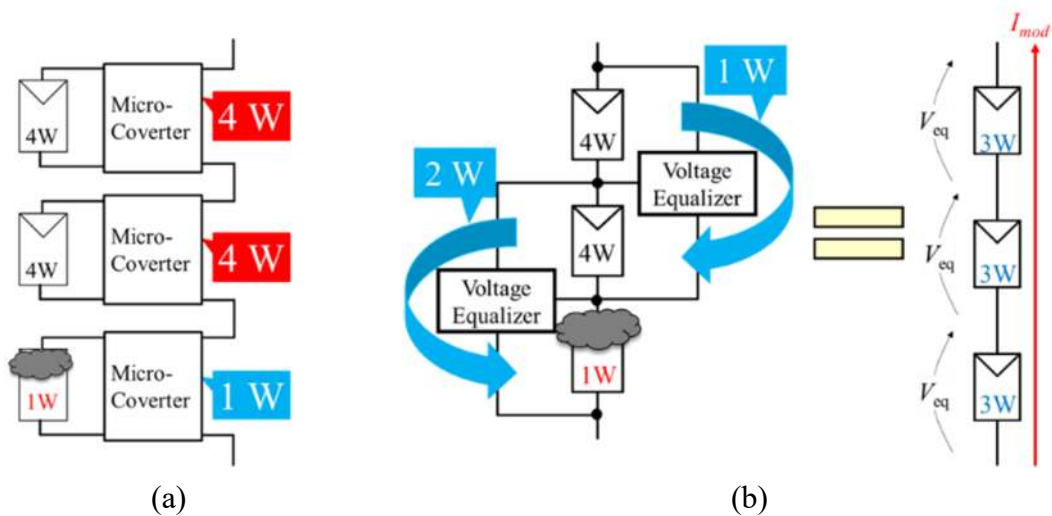 4W
Micro-
Coverter
4 W
4W
Micro-
Coverter
4 W
1W
Micro-
Coverter
1 W
(a)
4W
1 W
Voltage
Equalizer
2 W
4W
Voltage
Equalizer
1W
I_mod
V_eq
3W
V_eq
3W
V_eq
3W
(b)